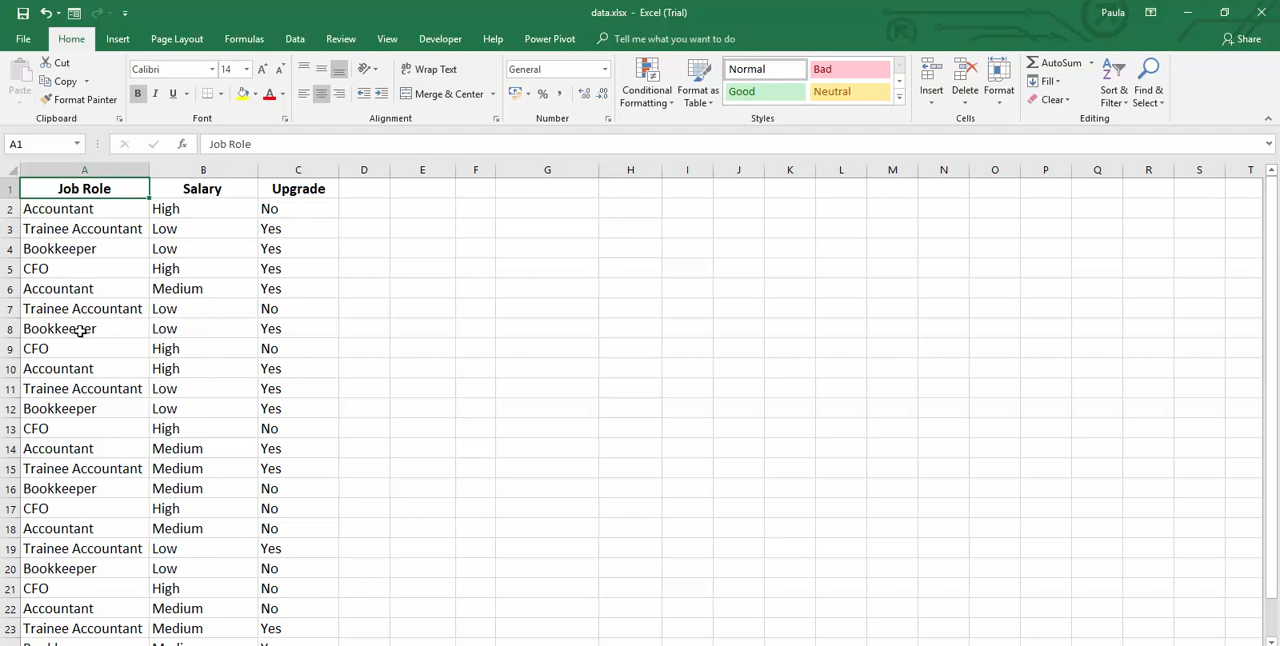 data.xlsx - Excel (Trial)
Paula
File Home Insert Page Layout Formulas Data Review View Developer Help Power Pivot Tell me what you want to do Share
Paste Cut Copy Format Painter Clipboard
Calibri 14 B I U A Font
Wrap Text Merge & Center Alignment
General % , Number
Conditional Formatting Format as Table Normal Bad Good Neutral Styles
Insert Delete Format Cells
AutoSum Fill Clear Sort & Filter Find & Select Editing
A1 fx Job Role
A B C D E F G H I J K L M N O P Q R S T
1 Job Role Salary Upgrade
2 Accountant High No
3 Trainee Accountant Low Yes
4 Bookkeeper Low Yes
5 CFO High Yes
6 Accountant Medium Yes
7 Trainee Accountant Low No
8 Bookkeeper Low Yes
9 CFO High No
10 Accountant High Yes
11 Trainee Accountant Low Yes
12 Bookkeeper Low Yes
13 CFO High No
14 Accountant Medium Yes
15 Trainee Accountant Medium Yes
16 Bookkeeper Medium No
17 CFO High No
18 Accountant Medium No
19 Trainee Accountant Low Yes
20 Bookkeeper Low No
21 CFO High No
22 Accountant Medium No
23 Trainee Accountant Medium Yes